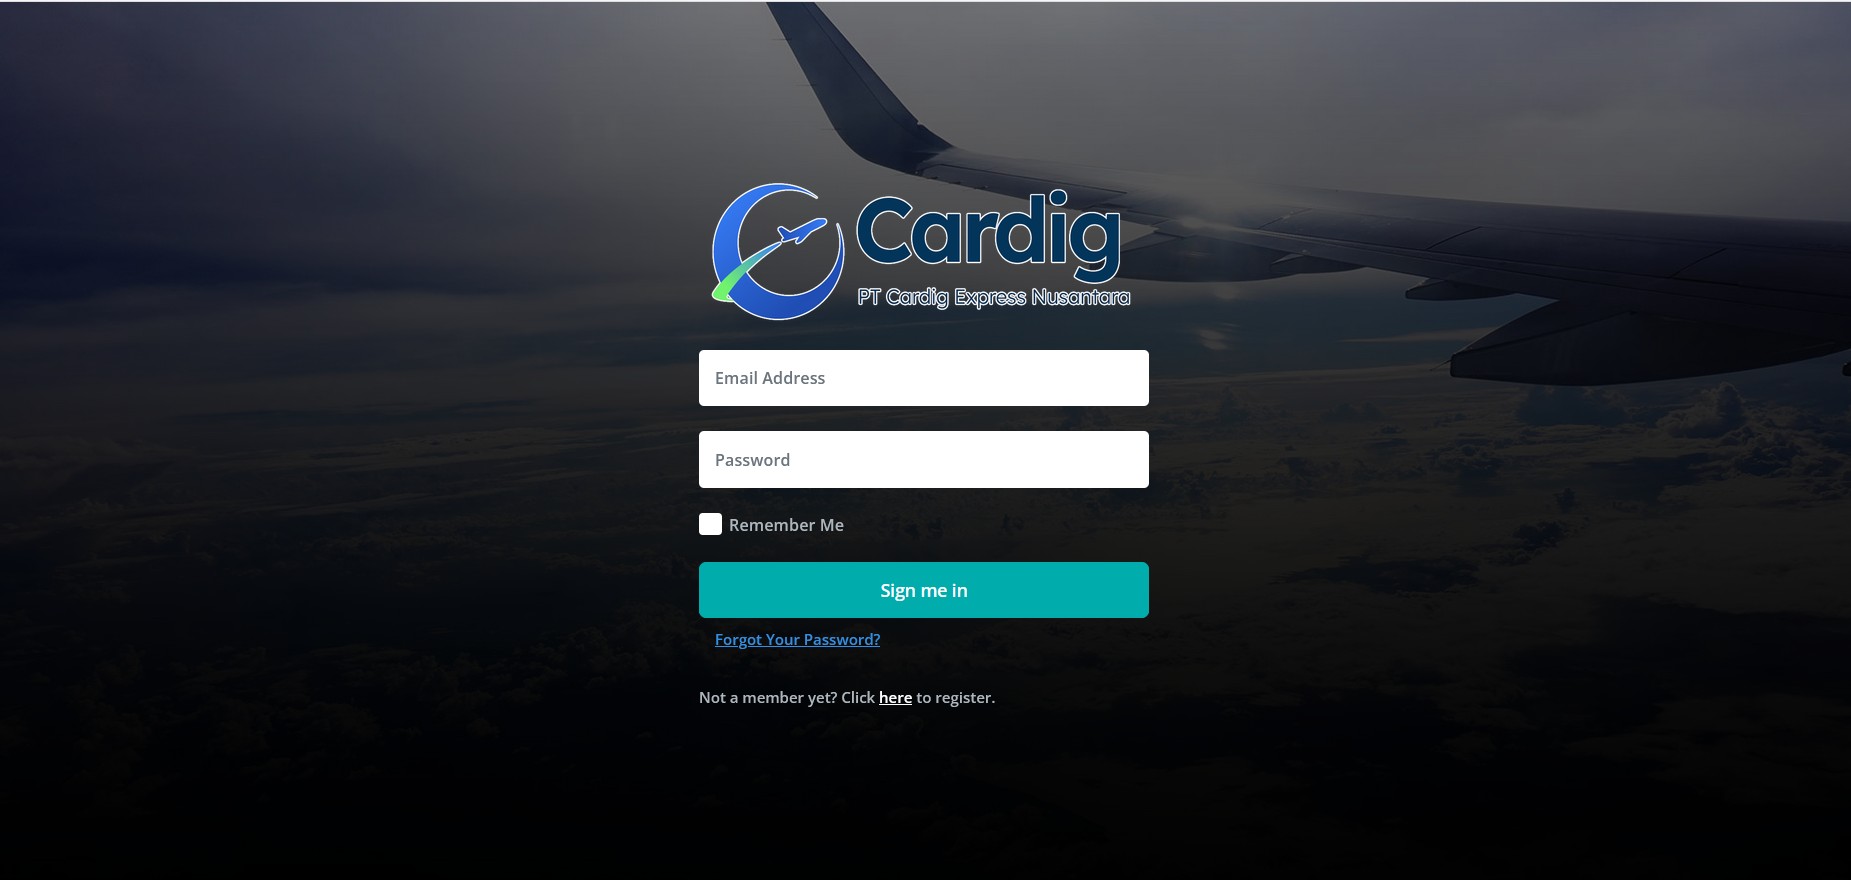 Cardig
PT Cardig Express Nusantara
Email Address
Password
Remember Me
Sign me in
Forgot Your Password?
Not a member yet? Click here to register.